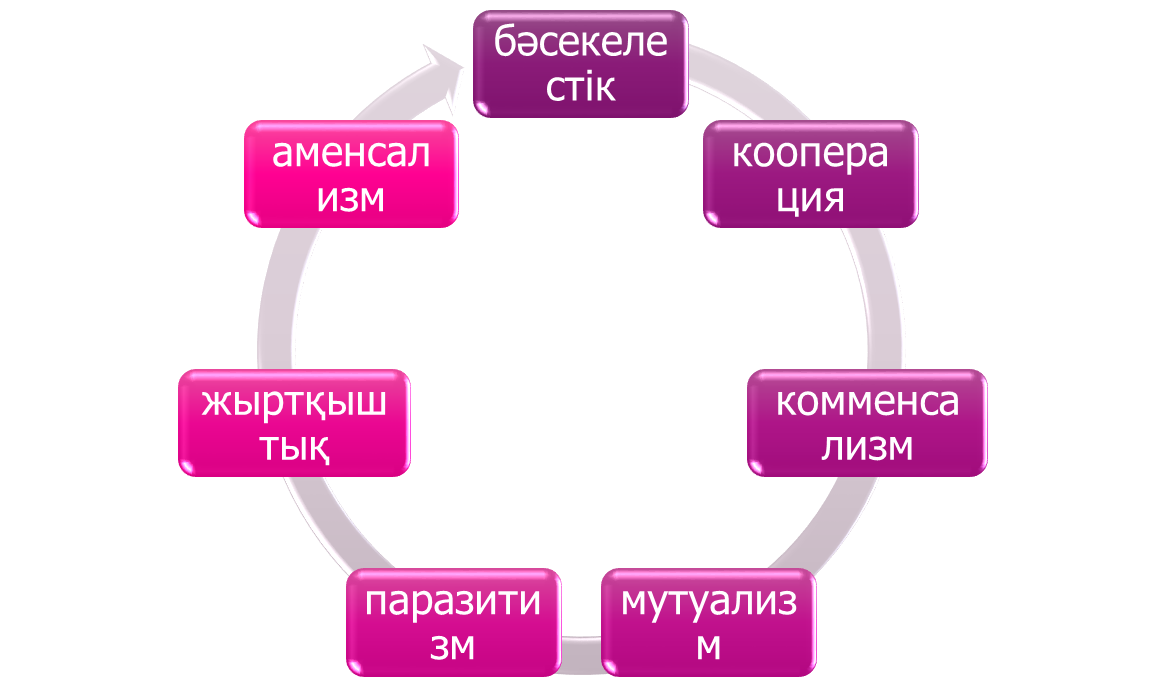 бәсекеле
стік
коопера
ция
комменса
лизм
мутуализ
м
паразити
зм
жыртқыш
тық
аменсал
изм